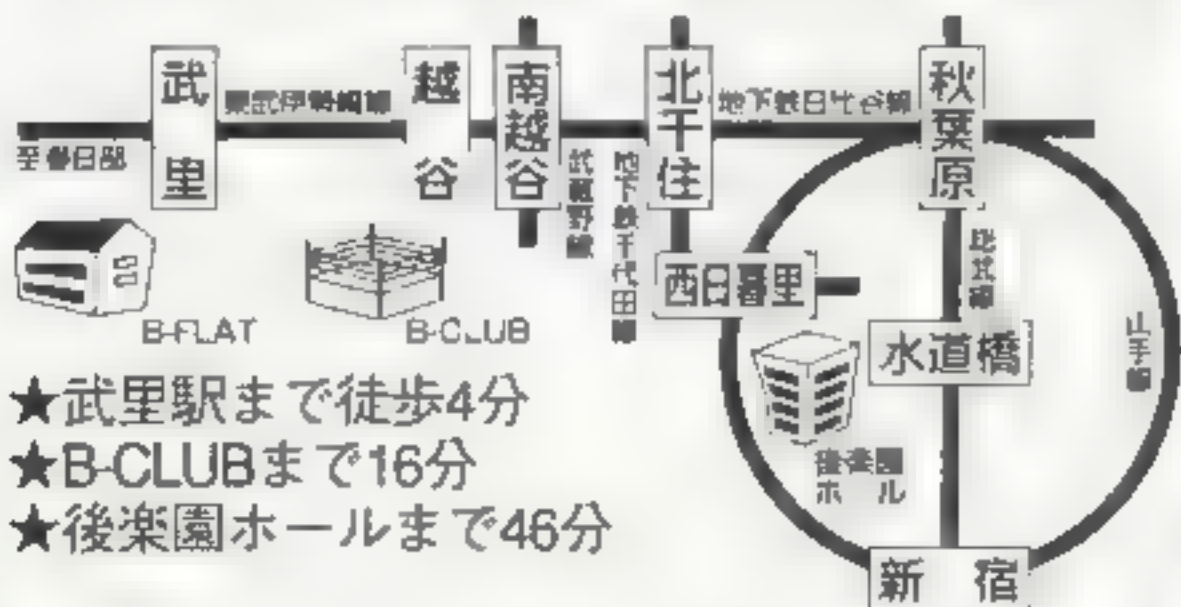 武里
越谷
南越谷
北千住
秋葉原
東武伊勢崎線
地下鉄日比谷線
至春日部
武蔵野線
地下鉄千代田線
西日暮里
総武線
水道橋
山手線
B-FLAT
B-CLUB
後楽園
ホール
新宿
★武里駅まで徒歩4分
★B-CLUBまで16分
★後楽園ホールまで46分